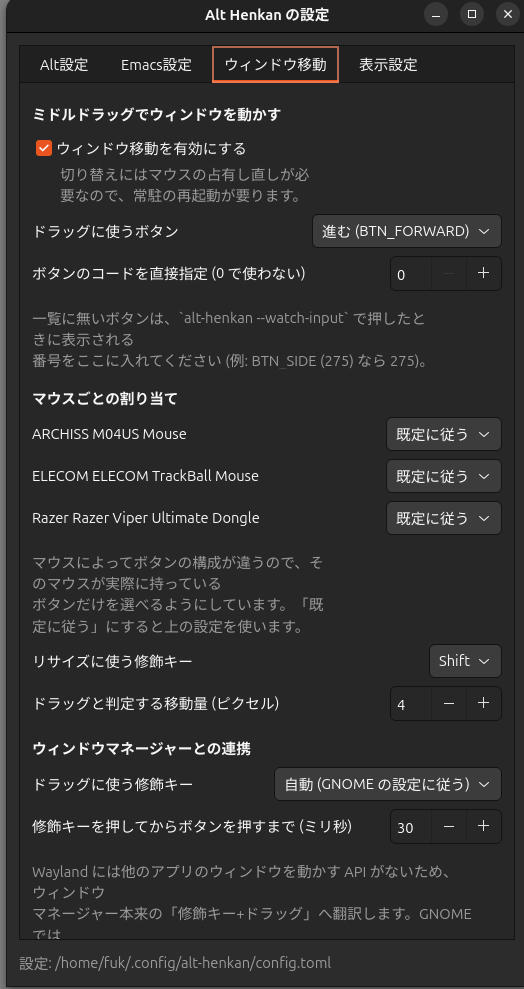 Alt Henkan の設定
Alt設定 Emacs設定 ウィンドウ移動 表示設定
ミドルドラッグでウィンドウを動かす
ウィンドウ移動を有効にする
切り替えにはマウスの占有し直しが必
要なので、常駐の再起動が要ります。
ドラッグに使うボタン 進む (BTN_FORWARD)
ボタンのコードを直接指定 (0 で使わない) 0 − +
一覧に無いボタンは、`alt-henkan --watch-input` で押したと
きに表示される
番号をここに入れてください (例: BTN_SIDE (275) なら 275)。
マウスごとの割り当て
ARCHISS M04US Mouse 既定に従う
ELECOM ELECOM TrackBall Mouse 既定に従う
Razer Razer Viper Ultimate Dongle 既定に従う
マウスによってボタンの構成が違うので、そ
のマウスが実際に持っている
ボタンだけを選べるようにしています。「既
定に従う」にすると上の設定を使います。
リサイズに使う修飾キー Shift
ドラッグと判定する移動量 (ピクセル) 4 − +
ウィンドウマネージャーとの連携
ドラッグに使う修飾キー 自動 (GNOME の設定に従う)
修飾キーを押してからボタンを押すまで (ミリ秒) 30 − +
Wayland には他のアプリのウィンドウを動かす API がないため、
ウィンドウ
マネージャー本来の「修飾キー+ドラッグ」へ翻訳します。GNOME
では
設定: /home/fuk/.config/alt-henkan/config.toml